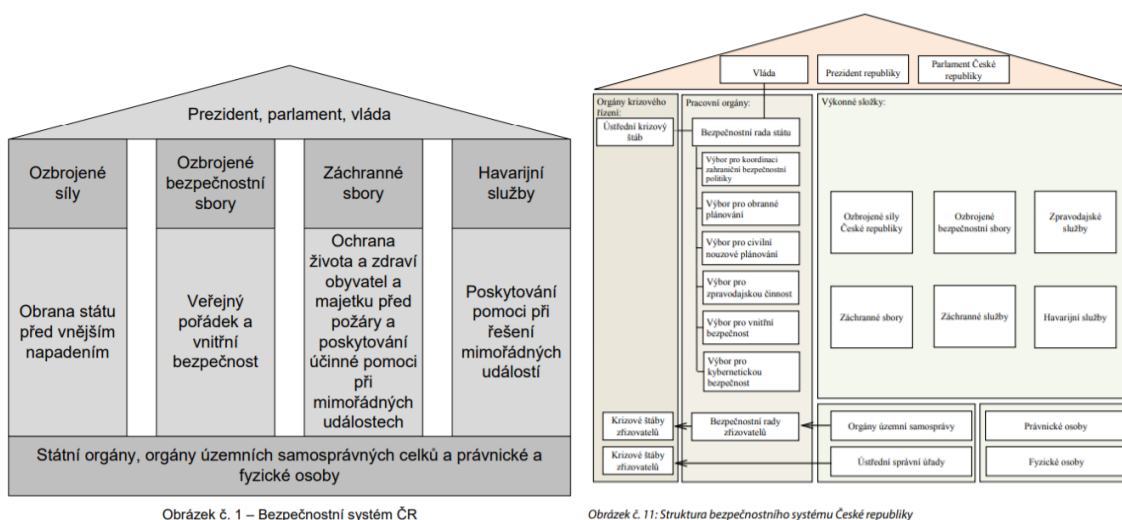 Prezident, parlament, vláda
Ozbrojené
síly
Ozbrojené
bezpečnostní
sbory
Záchranné
sbory
Havarijní
služby
Obrana státu
před vnějším
napadením
Veřejný
pořádek a
vnitřní
bezpečnost
Ochrana
života a zdraví
obyvatel a
majetku před
požáry a
poskytování
účinné pomoci
při
mimořádných
událostech
Poskytování
pomoci při
řešení
mimořádných
událostí
Státní orgány, orgány územních samosprávných celků a právnické a
fyzické osoby
Obrázek č. 1 – Bezpečnostní systém ČR
Vláda
Prezident republiky
Parlament České
republiky
Orgány krizového
řízení:
Ústřední krizový
štáb
Pracovní orgány:
Bezpečnostní rada státu
Výbor pro koordinaci
zahraniční bezpečnostní
politiky
Výbor pro obranné
plánování
Výbor pro civilní
nouzové plánování
Výbor pro
zpravodajskou činnost
Výbor pro vnitřní
bezpečnost
Výbor pro
kybernetickou
bezpečnost
Výkonné složky:
Ozbrojené síly
České republiky
Ozbrojené
bezpečnostní sbory
Zpravodajské
služby
Záchranné sbory
Záchranné služby
Havarijní služby
Krizové štáby
zřizovatelů
Bezpečnostní rady
zřizovatelů
Orgány územní samosprávy
Právnické osoby
Krizové štáby
zřizovatelů
Ústřední správní úřady
Fyzické osoby
Obrázek č. 11: Struktura bezpečnostního systému České republiky